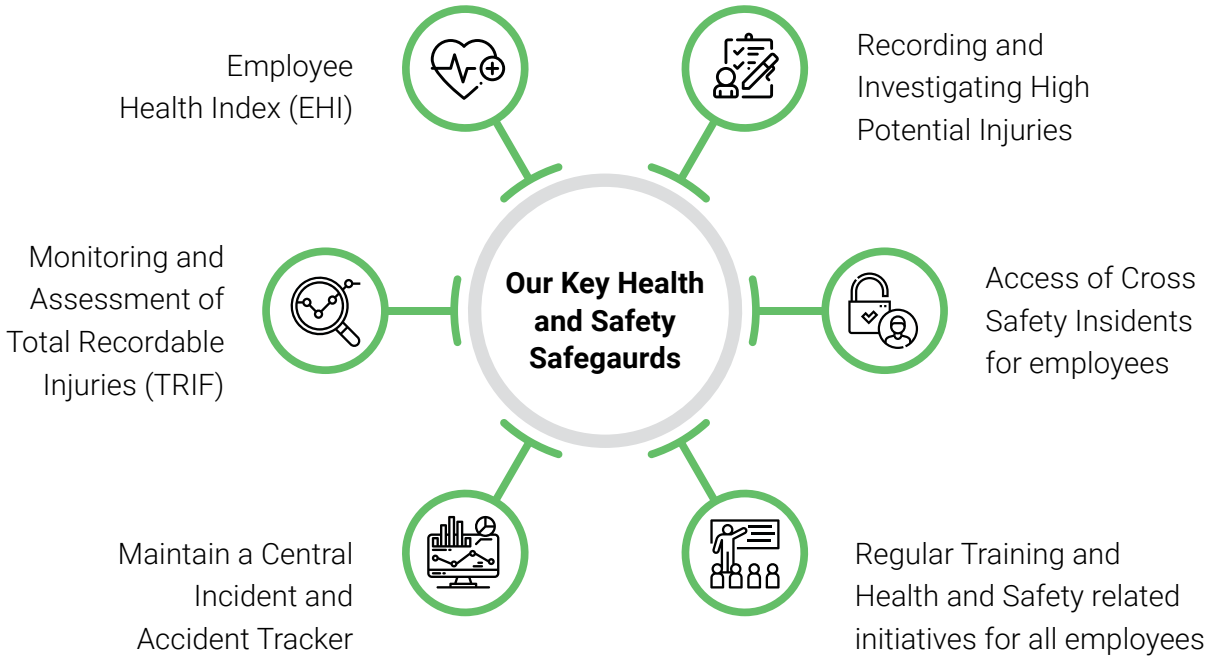 Employee
Health Index (EHI)
Recording and
Investigating High
Potential Injuries
Monitoring and
Assessment of
Total Recordable
Injuries (TRIF)
Our Key Health
and Safety
Safegaurds
Access of Cross
Safety Insidents
for employees
Maintain a Central
Incident and
Accident Tracker
Regular Training and
Health and Safety related
initiatives for all employees